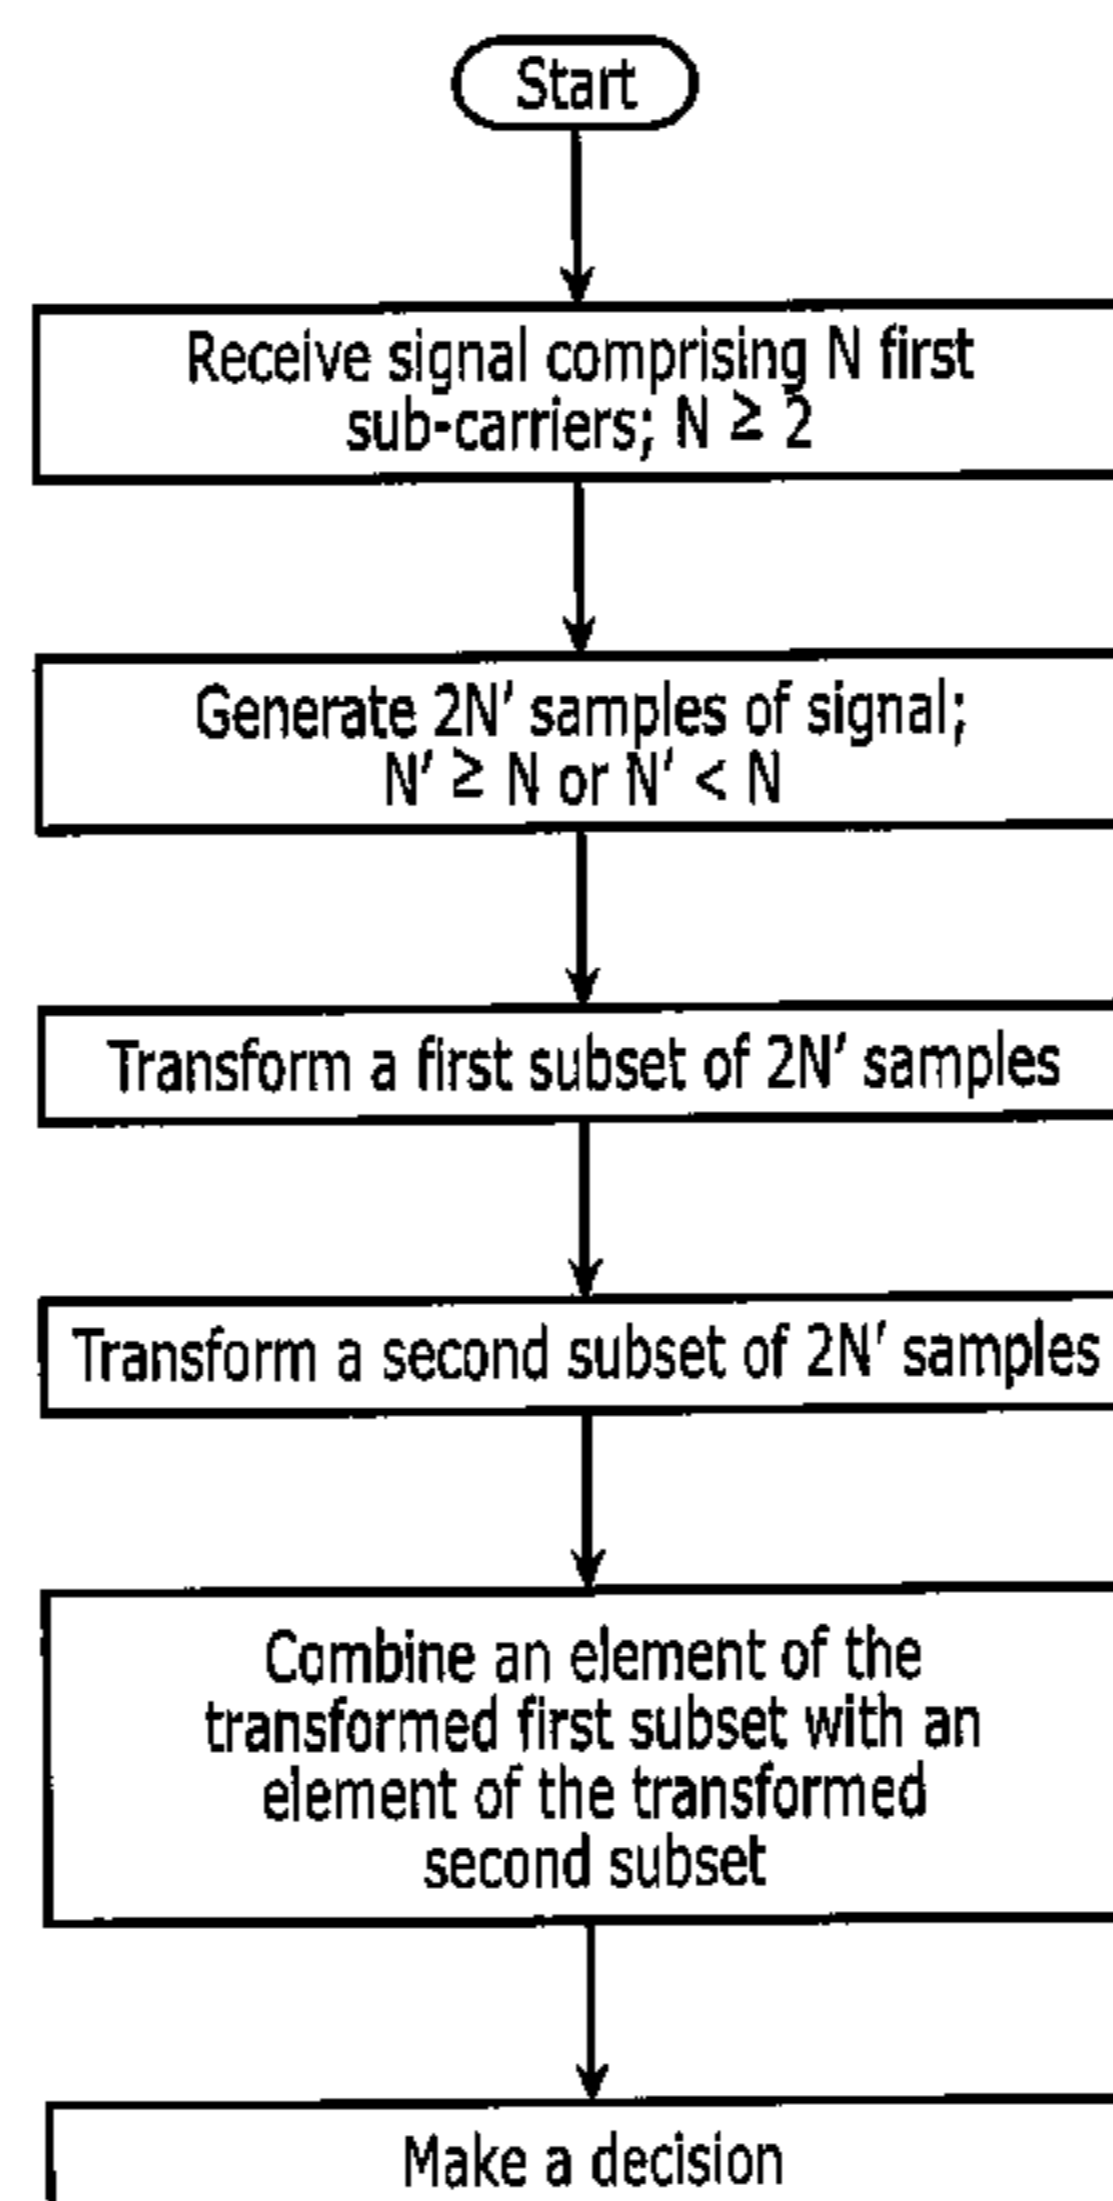 Start
Receive signal comprising N first
sub-carriers; N ≥ 2
Generate 2N′ samples of signal;
N′ ≥ N or N′ < N
Transform a first subset of 2N′ samples
Transform a second subset of 2N′ samples
Combine an element of the
transformed first subset with an
element of the transformed
second subset
Make a decision